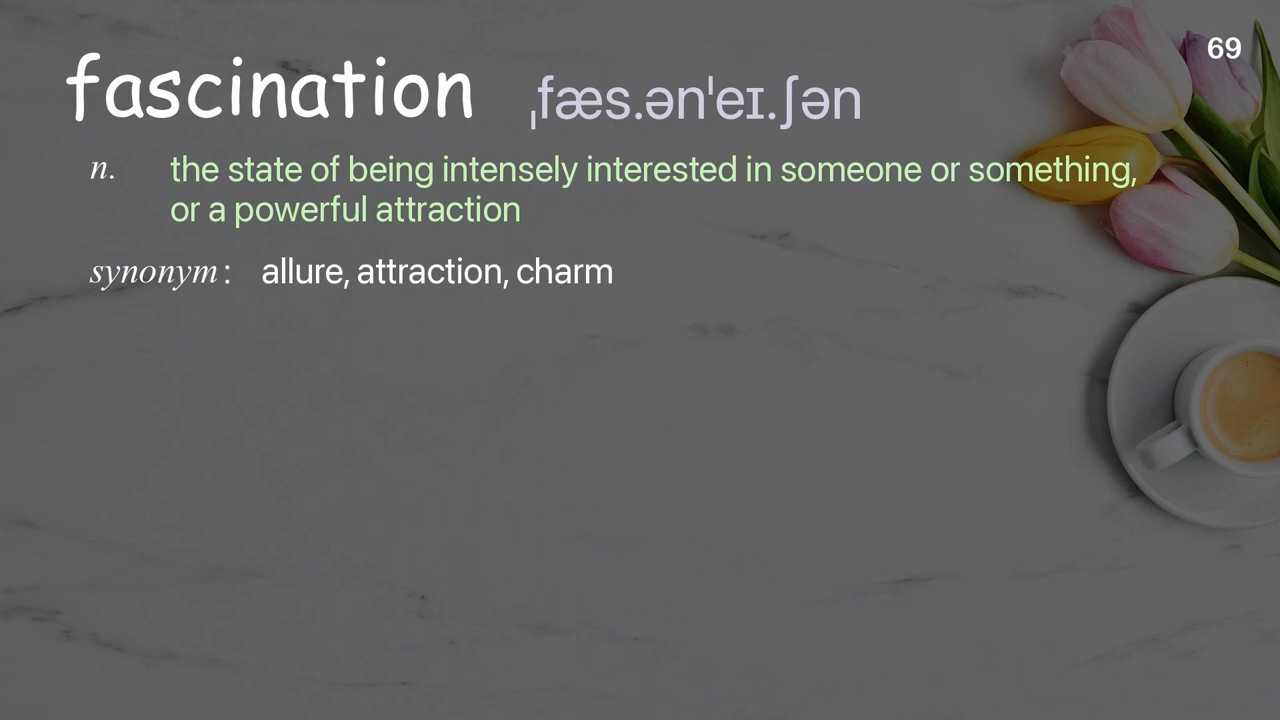 69
fascination ˌfæs.ənˈeɪ.ʃən
n. the state of being intensely interested in someone or something,
or a powerful attraction
synonym : allure, attraction, charm